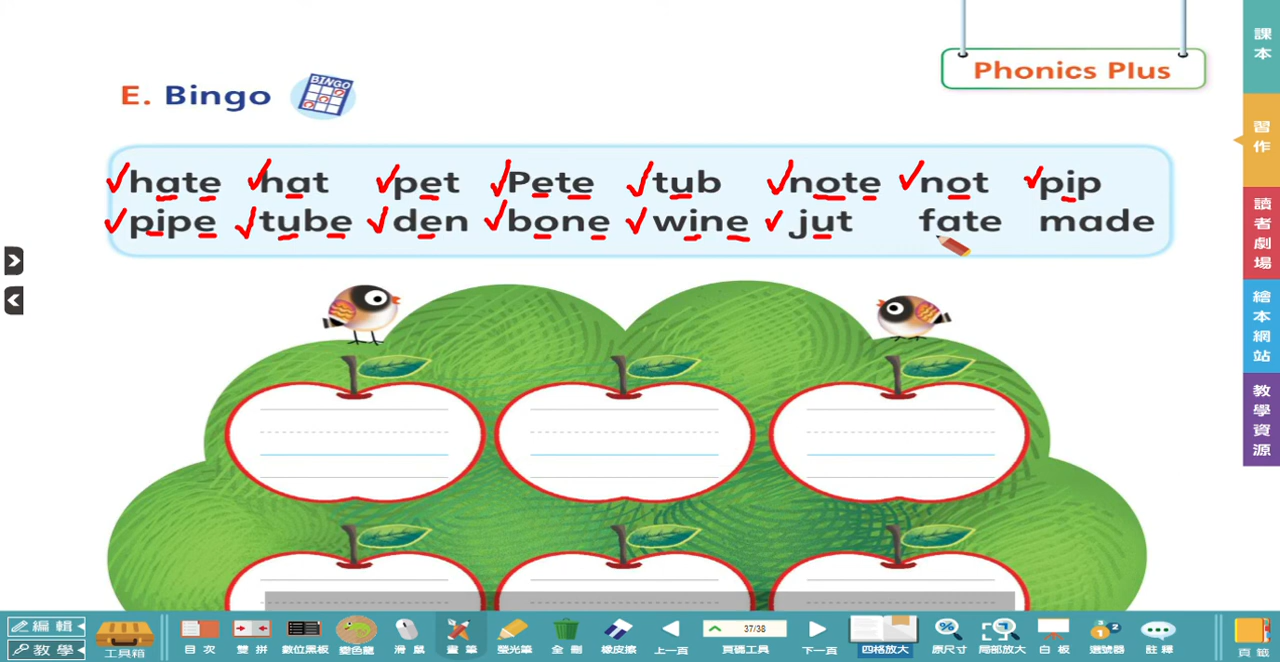 Phonics Plus
E. Bingo
BINGO
hate hat pet Pete tub note not pip
pipe tube den bone wine jut fate made
課本
習作
讀者劇場
繪本網站
教學資源
編輯
教學
工具箱
目次
雙拼
數位黑板
變色龍
滑鼠
畫筆
螢光筆
全刪
橡皮擦
上一頁
37/38
頁碼工具
下一頁
四格放大
原尺寸
局部放大
白板
選號器
註釋
頁籤